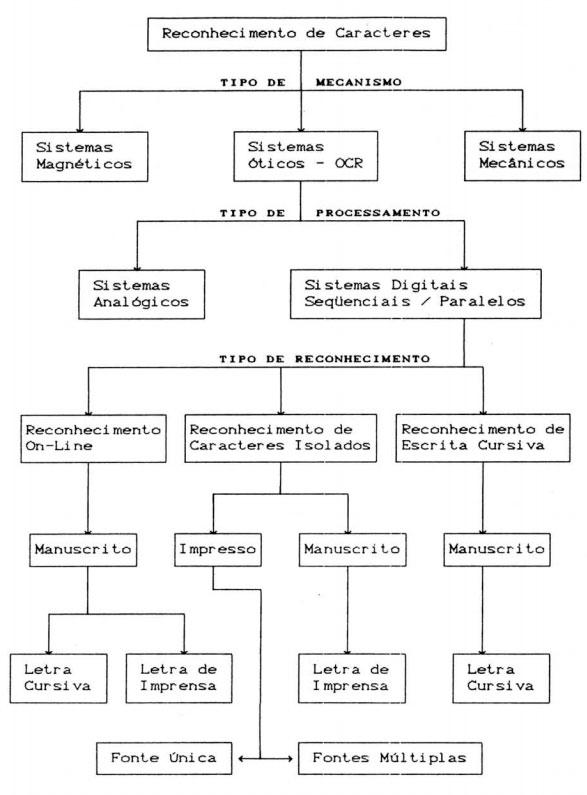 Reconhecimento de Caracteres
TIPO DE MECANISMO
Sistemas
Magnéticos
Sistemas
Óticos - OCR
Sistemas
Mecânicos
TIPO DE PROCESSAMENTO
Sistemas
Analógicos
Sistemas Digitais
Seqüenciais / Paralelos
TIPO DE RECONHECIMENTO
Reconhecimento
On-Line
Reconhecimento de
Caracteres Isolados
Reconhecimento de
Escrita Cursiva
Manuscrito
Impresso
Manuscrito
Manuscrito
Letra
Cursiva
Letra de
Imprensa
Letra de
Imprensa
Letra
Cursiva
Fonte Única
Fontes Múltiplas